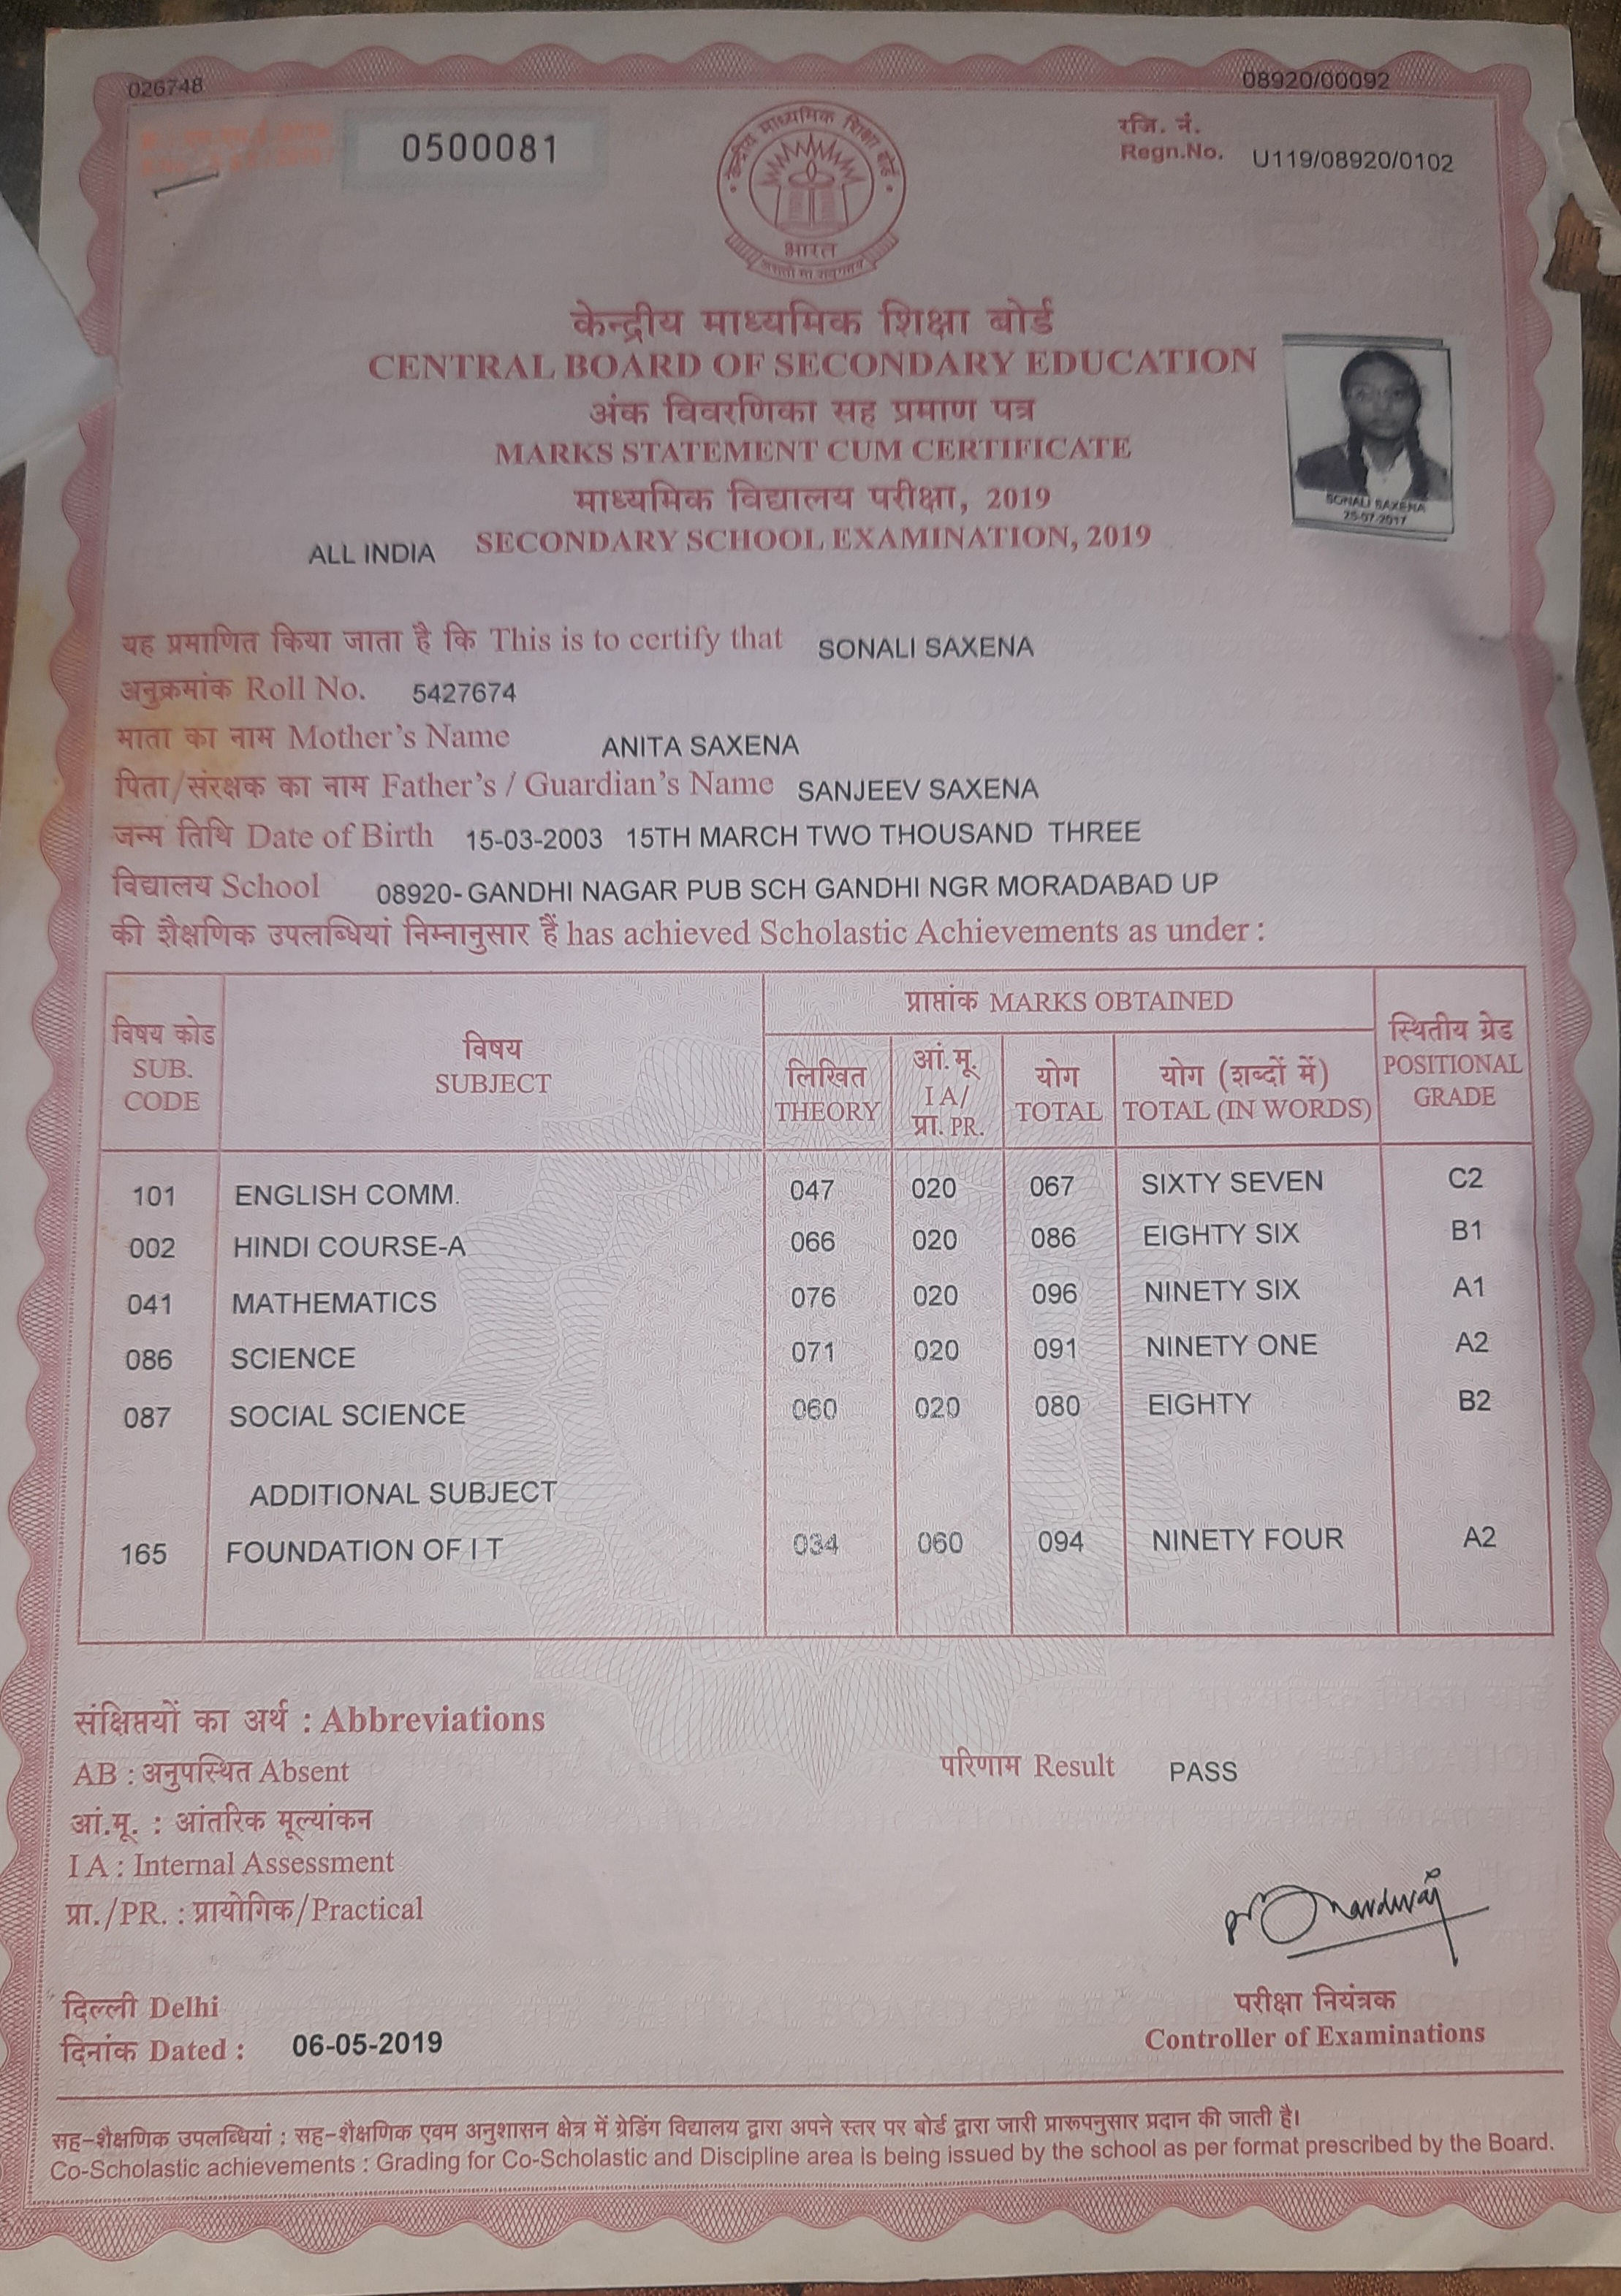 026748
08920/00092
0500081
रजि. नं.
Regn.No. U119/08920/0102
केन्द्रीय माध्यमिक शिक्षा बोर्ड
भारत
केन्द्रीय माध्यमिक शिक्षा बोर्ड
CENTRAL BOARD OF SECONDARY EDUCATION
अंक विवरणिका सह प्रमाण पत्र
MARKS STATEMENT CUM CERTIFICATE
माध्यमिक विद्यालय परीक्षा, 2019
ALL INDIA SECONDARY SCHOOL EXAMINATION, 2019
SONALI SAXENA
25-07-2017
यह प्रमाणित किया जाता है कि This is to certify that SONALI SAXENA
अनुक्रमांक Roll No. 5427674
माता का नाम Mother's Name ANITA SAXENA
पिता/संरक्षक का नाम Father's / Guardian's Name SANJEEV SAXENA
जन्म तिथि Date of Birth 15-03-2003 15TH MARCH TWO THOUSAND THREE
विद्यालय School 08920- GANDHI NAGAR PUB SCH GANDHI NGR MORADABAD UP
की शैक्षणिक उपलब्धियां निम्नानुसार हैं has achieved Scholastic Achievements as under :
विषय कोड
SUB.
CODE
विषय
SUBJECT
प्राप्तांक MARKS OBTAINED
लिखित
THEORY
आं.मू.
I A/
प्रा. PR.
योग
TOTAL
योग (शब्दों में)
TOTAL (IN WORDS)
स्थितीय ग्रेड
POSITIONAL
GRADE
101 ENGLISH COMM. 047 020 067 SIXTY SEVEN C2
002 HINDI COURSE-A 066 020 086 EIGHTY SIX B1
041 MATHEMATICS 076 020 096 NINETY SIX A1
086 SCIENCE 071 020 091 NINETY ONE A2
087 SOCIAL SCIENCE 060 020 080 EIGHTY B2
ADDITIONAL SUBJECT
165 FOUNDATION OF I T 034 060 094 NINETY FOUR A2
संक्षिप्तियों का अर्थ : Abbreviations
AB : अनुपस्थित Absent
परिणाम Result PASS
आं.मू. : आंतरिक मूल्यांकन
I A : Internal Assessment
प्रा./PR. : प्रायोगिक/Practical
दिल्ली Delhi
दिनांक Dated : 06-05-2019
परीक्षा नियंत्रक
Controller of Examinations
सह-शैक्षणिक उपलब्धियां : सह-शैक्षणिक एवम अनुशासन क्षेत्र में ग्रेडिंग विद्यालय द्वारा अपने स्तर पर बोर्ड द्वारा जारी प्रारूपनुसार प्रदान की जाती है।
Co-Scholastic achievements : Grading for Co-Scholastic and Discipline area is being issued by the school as per format prescribed by the Board.